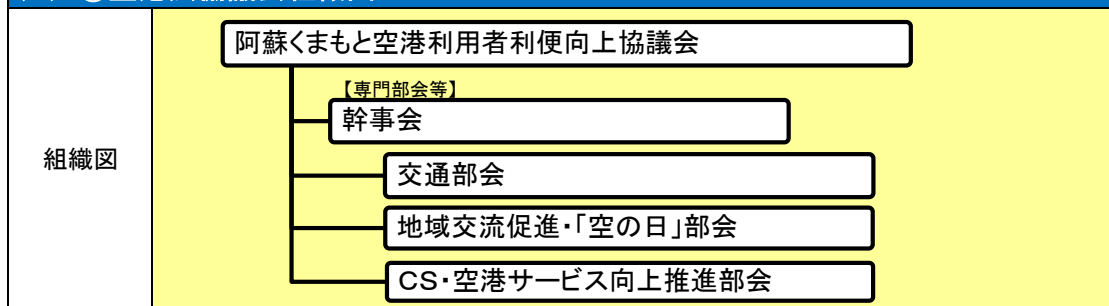 阿蘇くまもと空港利用者利便向上協議会
【専門部会等】
幹事会
組織図
交通部会
地域交流促進・「空の日」部会
CS・空港サービス向上推進部会